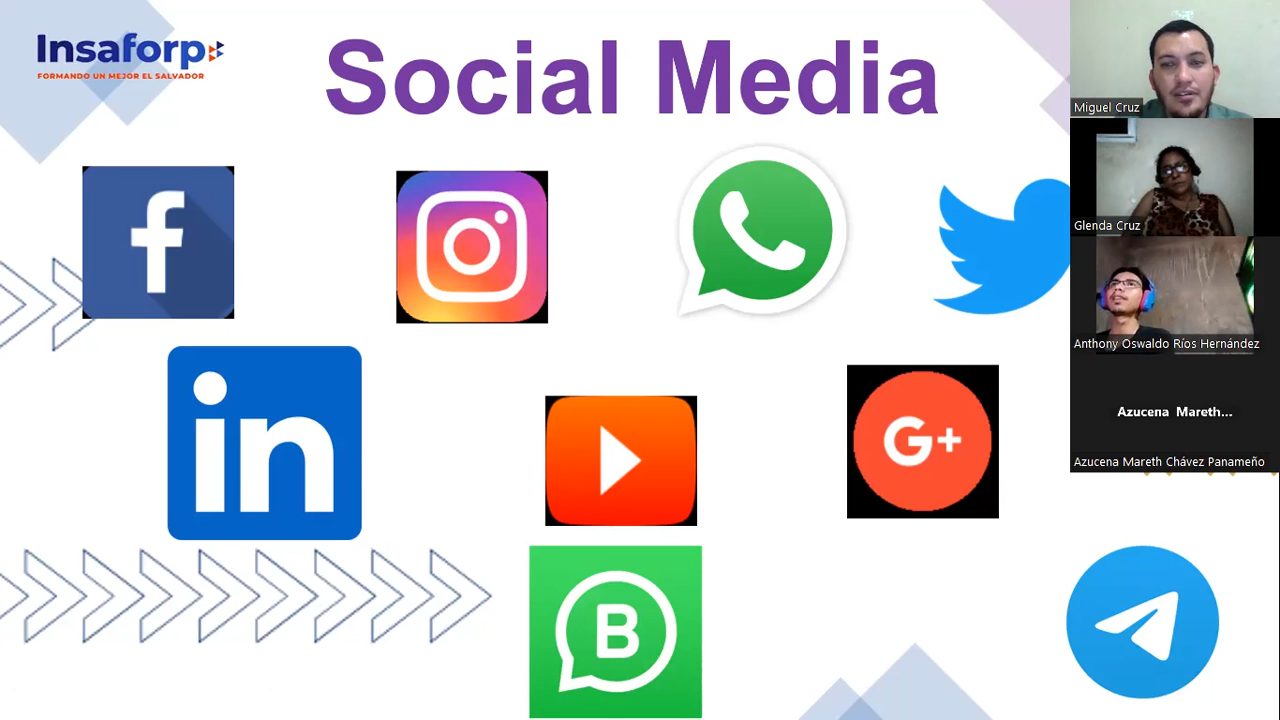 Insaforp
FORMANDO UN MEJOR EL SALVADOR
Social Media
Miguel Cruz
Glenda Cruz
Anthony Oswaldo Ríos Hernández
Azucena Mareth...
Azucena Mareth Chávez Panameño
f
in
G+
B